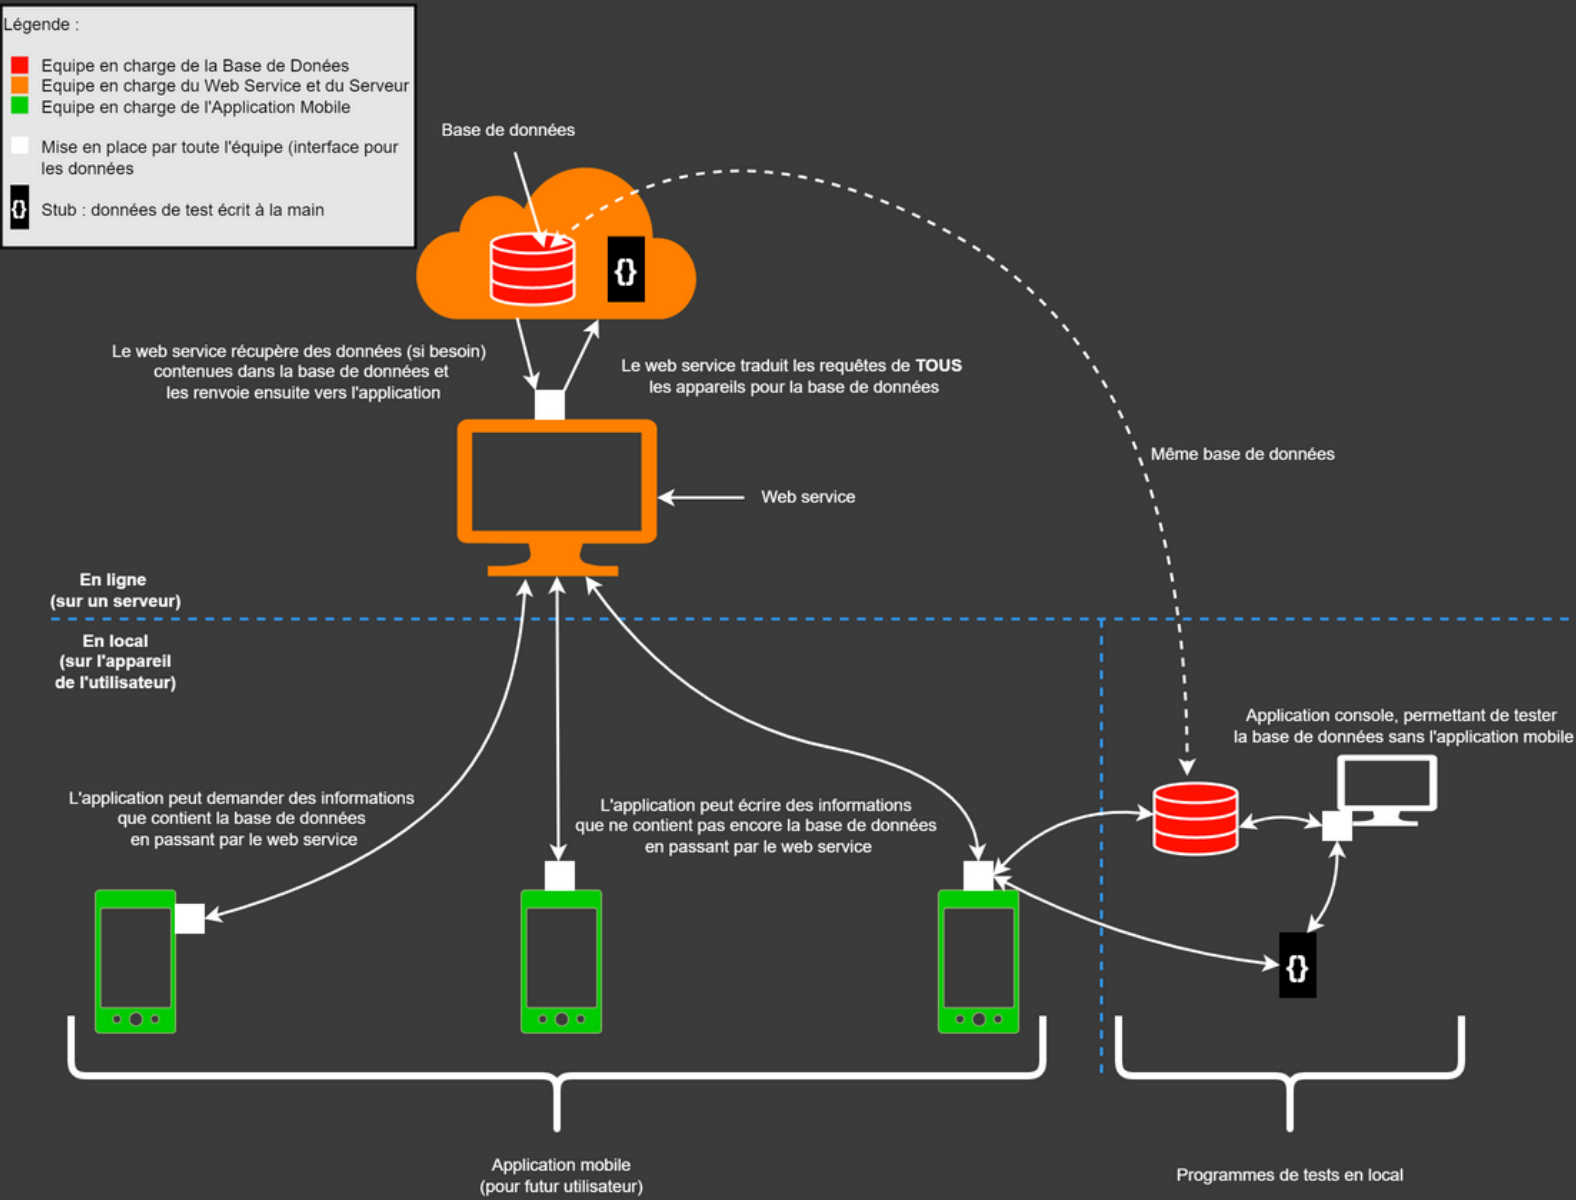 Légende :
Equipe en charge de la Base de Donées
Equipe en charge du Web Service et du Serveur
Equipe en charge de l'Application Mobile
Mise en place par toute l'équipe (interface pour
les données
{}
Stub : données de test écrit à la main
Base de données
{}
Le web service récupère des données (si besoin)
contenues dans la base de données et
les renvoie ensuite vers l'application
Le web service traduit les requêtes de TOUS
les appareils pour la base de données
Même base de données
Web service
En ligne
(sur un serveur)
En local
(sur l'appareil
de l'utilisateur)
Application console, permettant de tester
la base de données sans l'application mobile
L'application peut demander des informations
que contient la base de données
en passant par le web service
L'application peut écrire des informations
que ne contient pas encore la base de données
en passant par le web service
{}
Application mobile
(pour futur utilisateur)
Programmes de tests en local